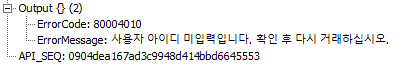 Output {} (2)
ErrorCode: 80004010
ErrorMessage: 사용자 아이디 미입력입니다. 확인 후 다시 거래하십시오.
API_SEQ: 0904dea167ad3c9948d414bbd6645553